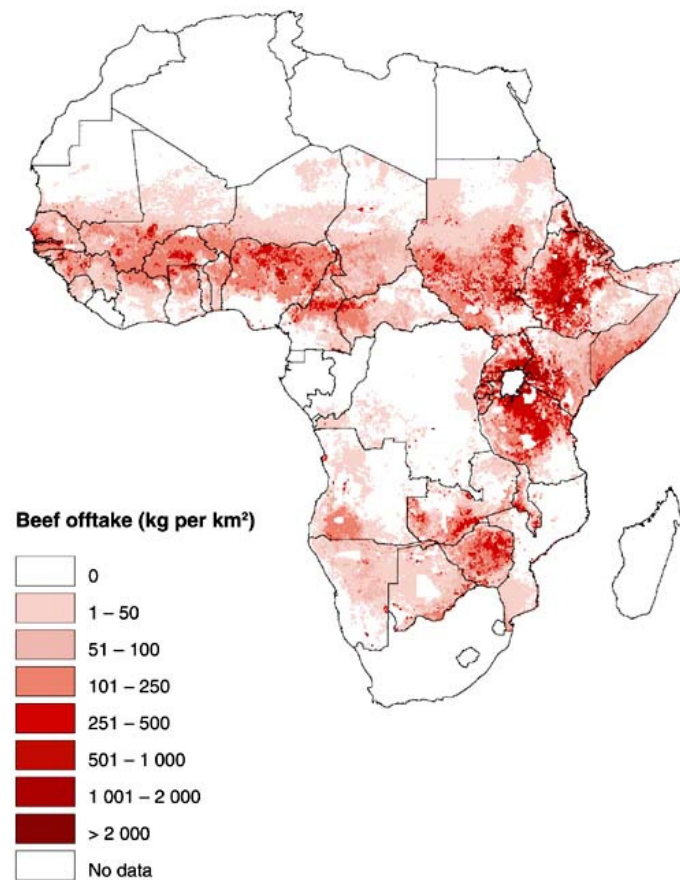 Beef offtake (kg per km²)
0
1 – 50
51 – 100
101 – 250
251 – 500
501 – 1 000
1 001 – 2 000
> 2 000
No data